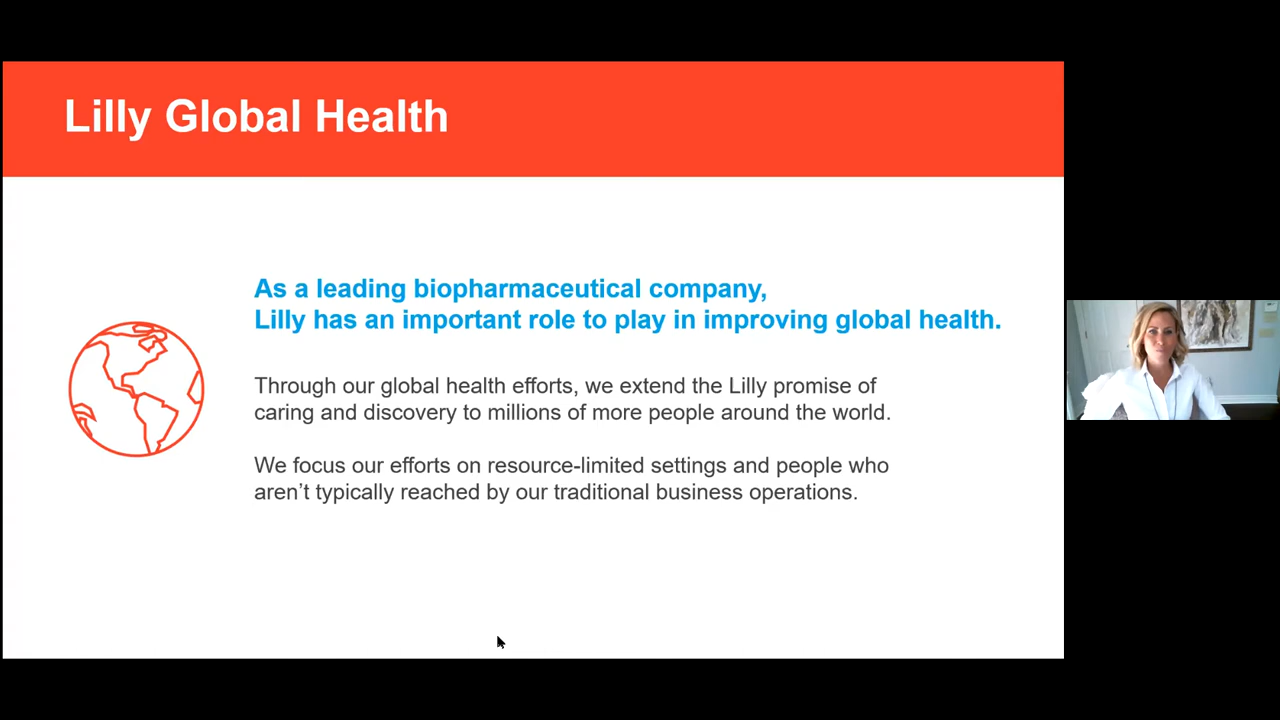 Lilly Global Health
As a leading biopharmaceutical company,
Lilly has an important role to play in improving global health.
Through our global health efforts, we extend the Lilly promise of
caring and discovery to millions of more people around the world.
We focus our efforts on resource-limited settings and people who
aren’t typically reached by our traditional business operations.